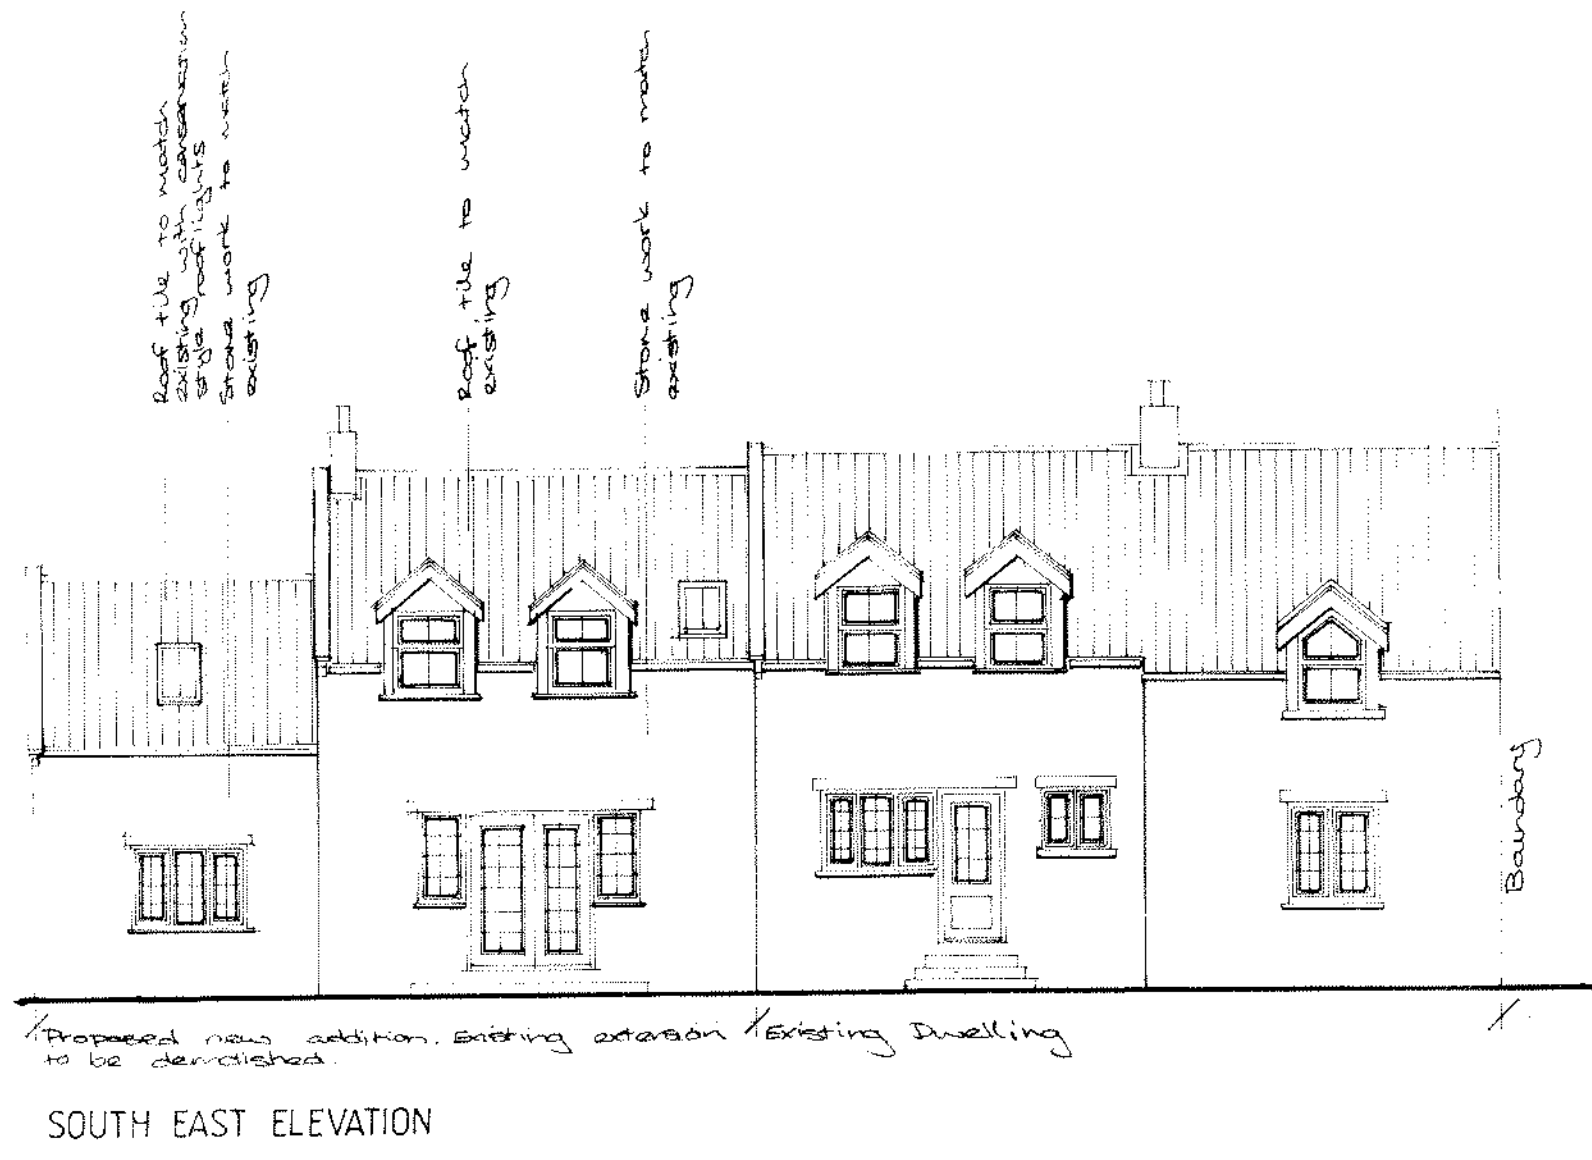 Roof tile to match
existing with conservation
style rooflights
Stone work to match
existing
Roof tile to match
existing
Stone work to match
existing
Boundary
Proposed new addition. Existing extension
to be demolished.
Existing Dwelling
SOUTH EAST ELEVATION